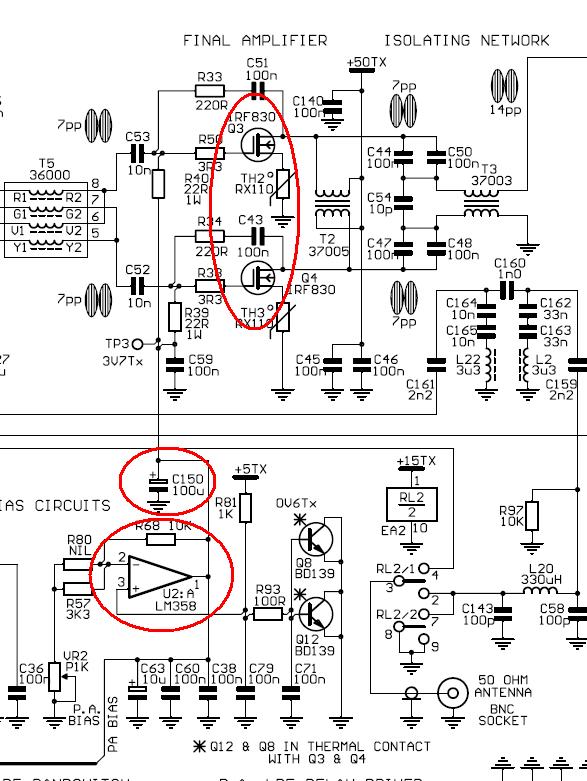 FINAL AMPLIFIER
ISOLATING NETWORK
+50TX
C51
100n
R33
220R
7pp
C140
100n
7pp
14pp
IRF830
Q3
C53
10n
R50
3R3
C44
100n
C50
100n
T5
36000
T3
37003
R40
22R
1W
TH2°
RX110
8
R1 R2
7
G1 G2
6
V1 V2
5
Y1 Y2
C54
10p
R34
220R
C43
100n
T2
37005
C47
100n
C48
100n
C52
10n
3R3
Q4
IRF830
7pp
7pp
C160
1n0
R39
22R
1W
TH3°
RX110
C164
10n
C162
33n
C165
10n
C163
33n
TP3
3V7Tx
C59
100n
C45
100n
C46
100n
L22
3u3
L2
3u3
C161
2n2
C159
2n2
+
C150
100u
+5TX
+15TX
1
RL2
2
EA2
10
R81
1K
IAS CIRCUITS
0V6Tx
R97
10K
R68 10K
R80
NIL
2
-
3
+
1
U2:A
LM358
Q8
BD139
R57
3K3
R93
100R
RL2/1
4
3
2
L20
330uH
RL2/2
7
8
9
C143
100p
C58
100p
Q12
BD139
VR2
P1K
C36
100n
P.A.
BIAS
PA BIAS
+
C63
10u
C60
100n
C38
100n
C79
100n
C71
100n
50 OHM
ANTENNA
BNC
SOCKET
Q12 & Q8 IN THERMAL CONTACT
WITH Q3 & Q4